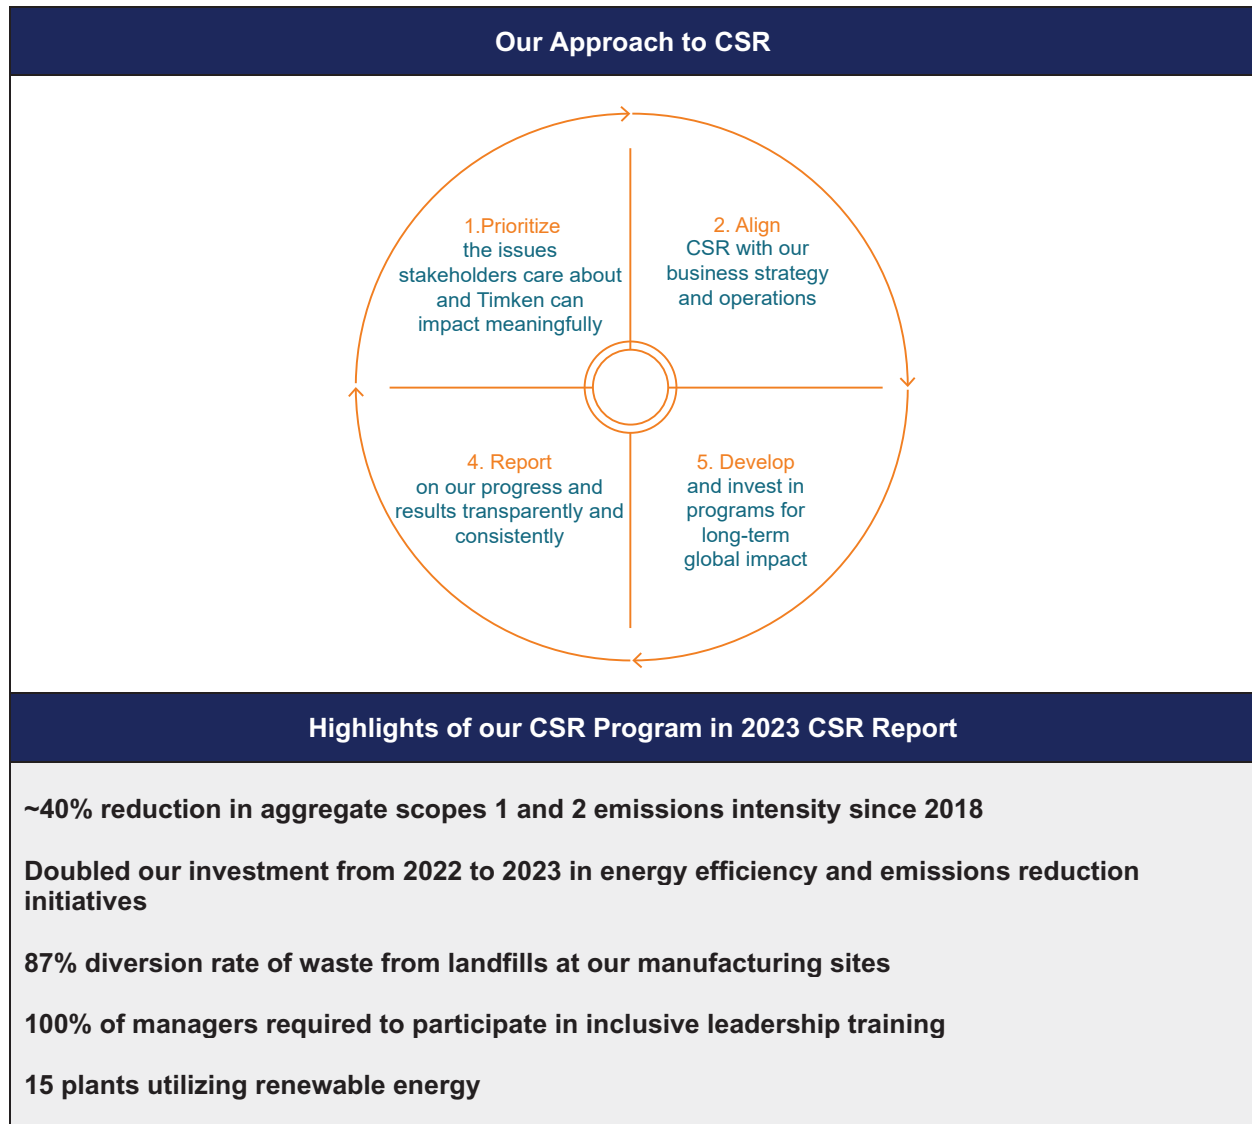 Our Approach to CSR
1.Prioritize
the issues
stakeholders care about
and Timken can
impact meaningfully
2. Align
CSR with our
business strategy
and operations
4. Report
on our progress and
results transparently and
consistently
5. Develop
and invest in
programs for
long-term
global impact
Highlights of our CSR Program in 2023 CSR Report
~40% reduction in aggregate scopes 1 and 2 emissions intensity since 2018
Doubled our investment from 2022 to 2023 in energy efficiency and emissions reduction
initiatives
87% diversion rate of waste from landfills at our manufacturing sites
100% of managers required to participate in inclusive leadership training
15 plants utilizing renewable energy